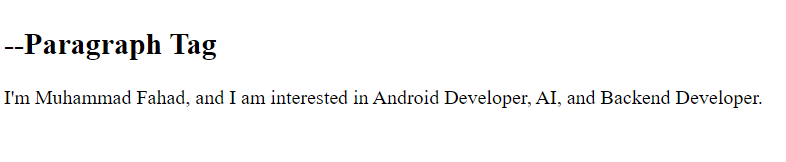 --Paragraph Tag
I'm Muhammad Fahad, and I am interested in Android Developer, AI, and Backend Developer.